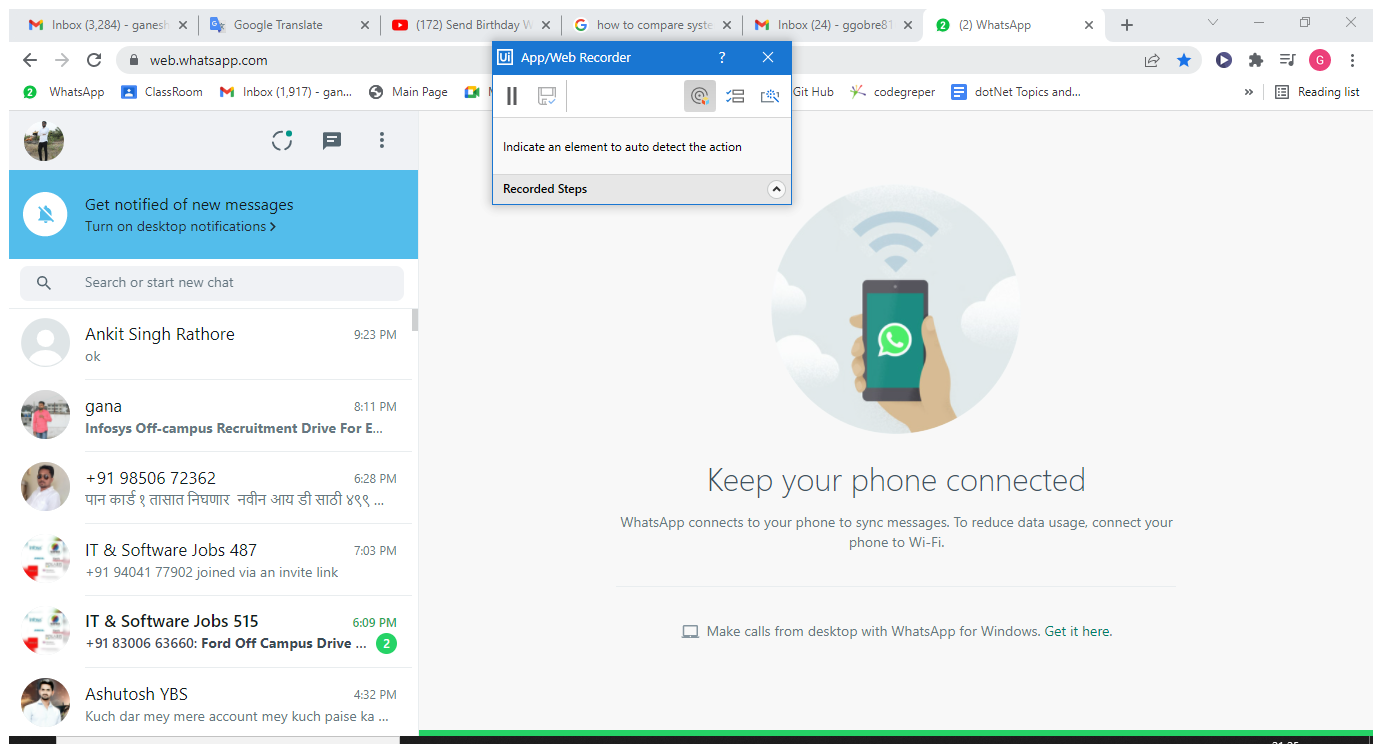 Inbox (3,284) - ganesh
Google Translate
(172) Send Birthday W
how to compare syste
Inbox (24) - ggobre81
(2) WhatsApp
web.whatsapp.com
G
WhatsApp
ClassRoom
Inbox (1,917) - gan...
Main Page
Git Hub
codegreper
dotNet Topics and...
Reading list
Ui App/Web Recorder ?
Indicate an element to auto detect the action
Recorded Steps
Get notified of new messages
Turn on desktop notifications
Search or start new chat
Ankit Singh Rathore 9:23 PM
ok
gana 8:11 PM
Infosys Off-campus Recruitment Drive For E...
+91 98506 72362 6:28 PM
पान कार्ड १ तासात निघणार नवीन आय डी साठी ४९९ ...
IT & Software Jobs 487 7:03 PM
+91 94041 77902 joined via an invite link
IT & Software Jobs 515 6:09 PM
+91 83006 63660: Ford Off Campus Drive ... 2
Ashutosh YBS 4:32 PM
Kuch dar mey mere account mey kuch paise ka ...
Keep your phone connected
WhatsApp connects to your phone to sync messages. To reduce data usage, connect your
phone to Wi-Fi.
Make calls from desktop with WhatsApp for Windows. Get it here.